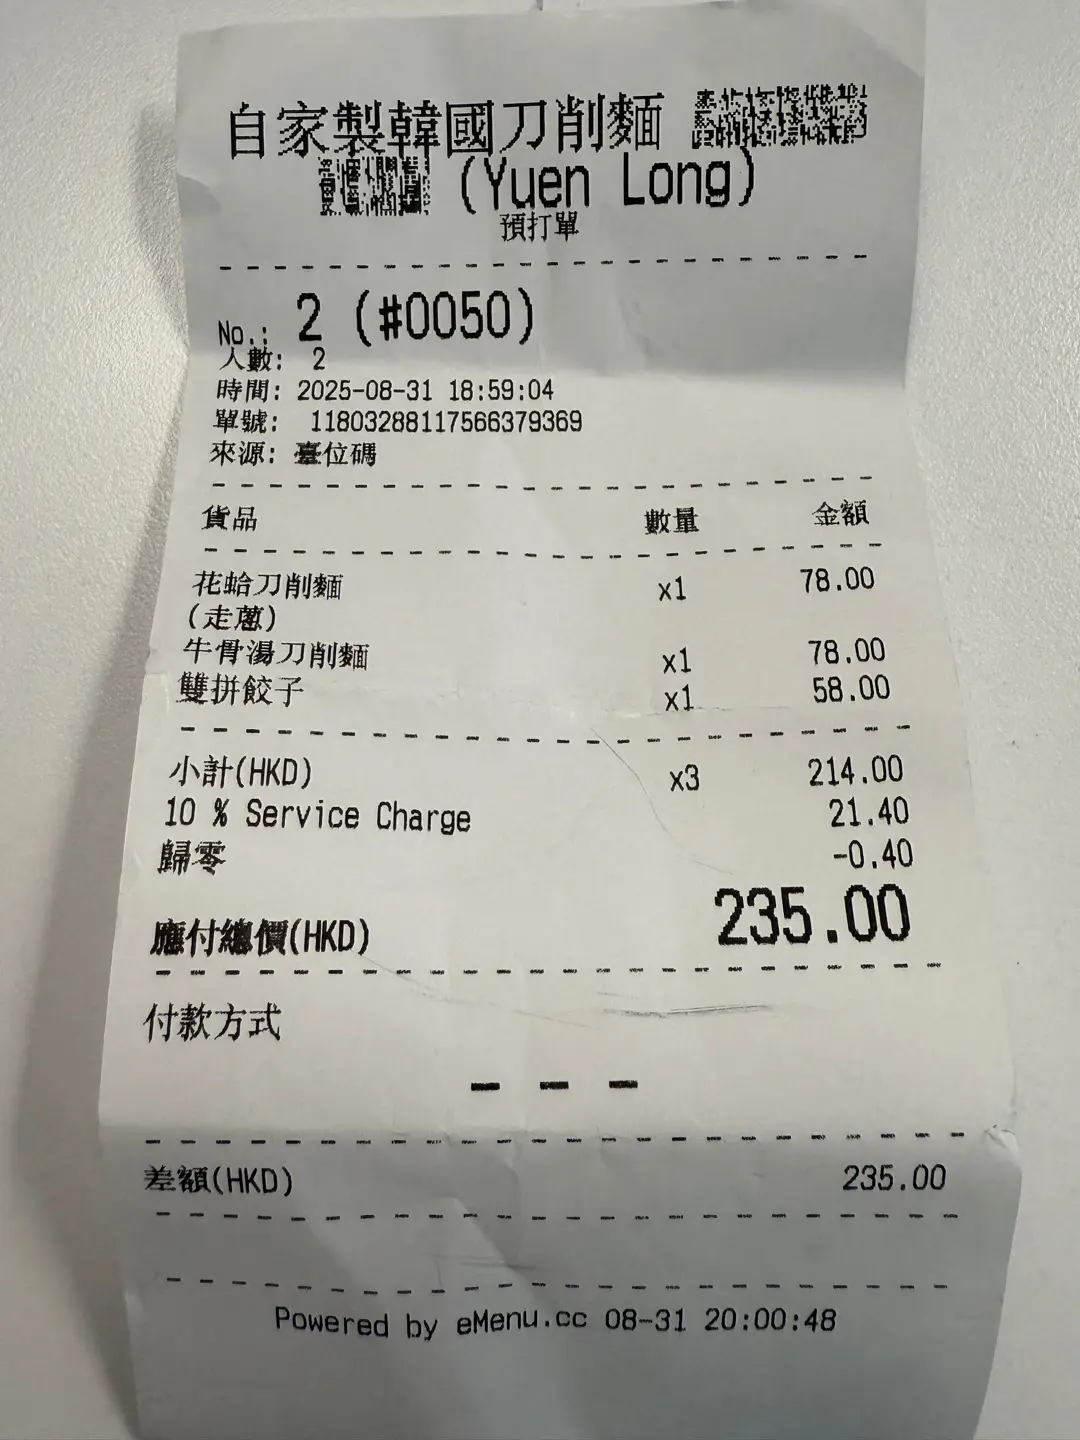 自家製韓國刀削麵
(Yuen Long)
預打單
No.: 2 (#0050)
人數: 2
時間: 2025-08-31 18:59:04
單號: 11803288117566379369
來源: 臺位碼
貨品 數量 金額
花蛤刀削麵 x1 78.00
(走蔥)
牛骨湯刀削麵 x1 78.00
雙拼餃子 x1 58.00
小計(HKD) x3 214.00
10 % Service Charge 21.40
歸零 -0.40
應付總價(HKD) 235.00
付款方式
- - -
差額(HKD) 235.00
Powered by eMenu.cc 08-31 20:00:48